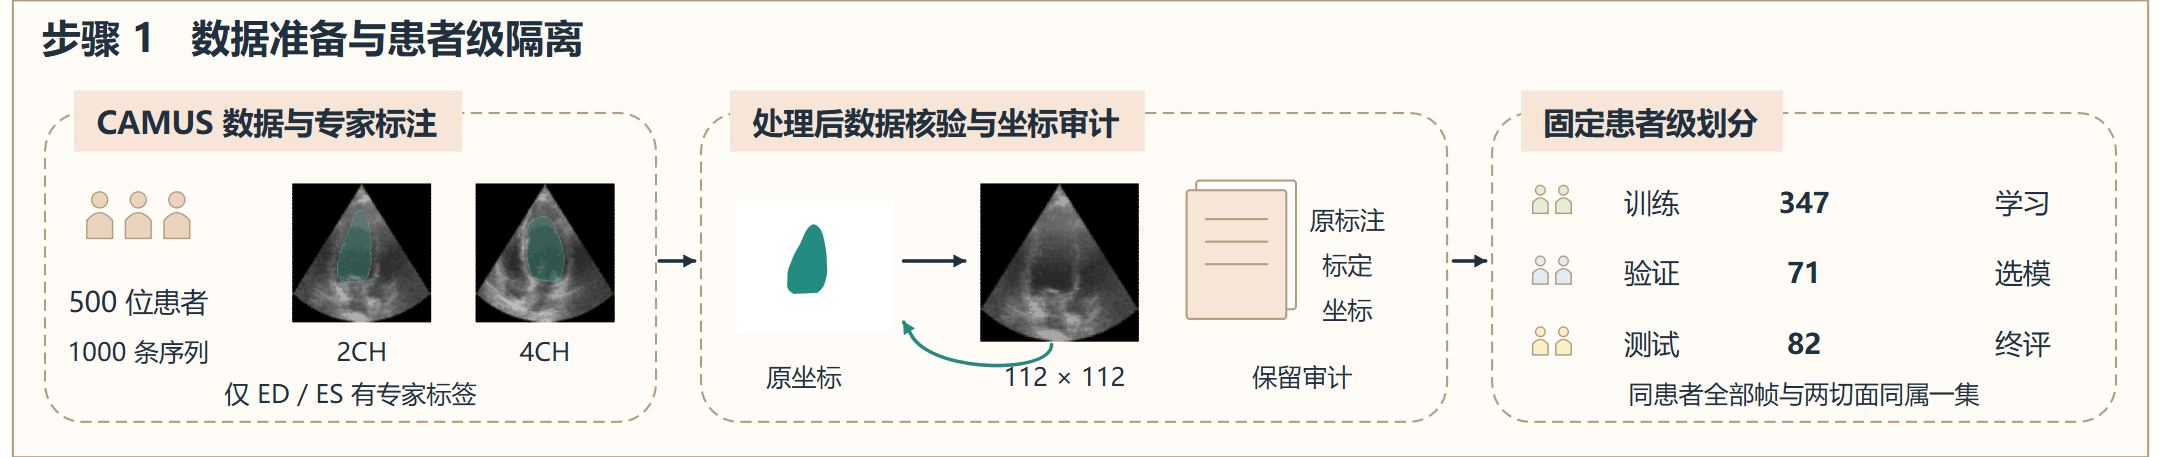 步骤 1 数据准备与患者级隔离
CAMUS 数据与专家标注
500 位患者
1000 条序列
2CH
4CH
仅 ED / ES 有专家标签
处理后数据核验与坐标审计
原坐标
112 × 112
原标注
标定
坐标
保留审计
固定患者级划分
训练 347 学习
验证 71 选模
测试 82 终评
同患者全部帧与两切面同属一集